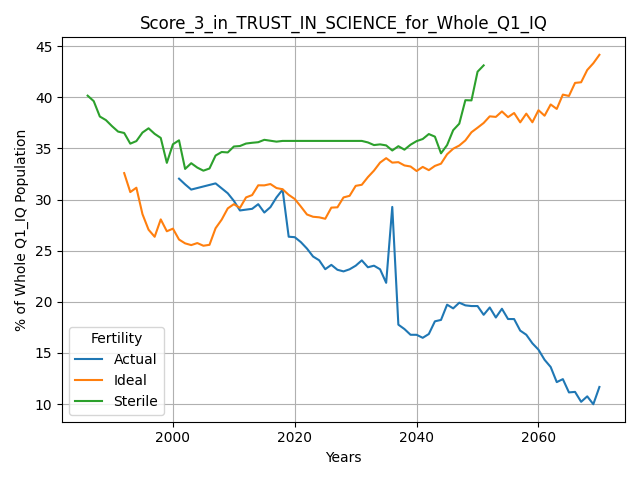 Score_3_in_TRUST_IN_SCIENCE_for_Whole_Q1_IQ
% of Whole Q1_IQ Population
45
40
35
30
25
20
15
10
Fertility
Actual
Ideal
Sterile
2000
2020
2040
2060
Years